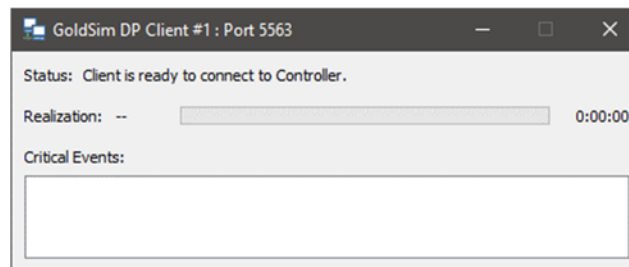 GoldSim DP Client #1 : Port 5563
Status: Client is ready to connect to Controller.
Realization: -- 0:00:00
Critical Events: